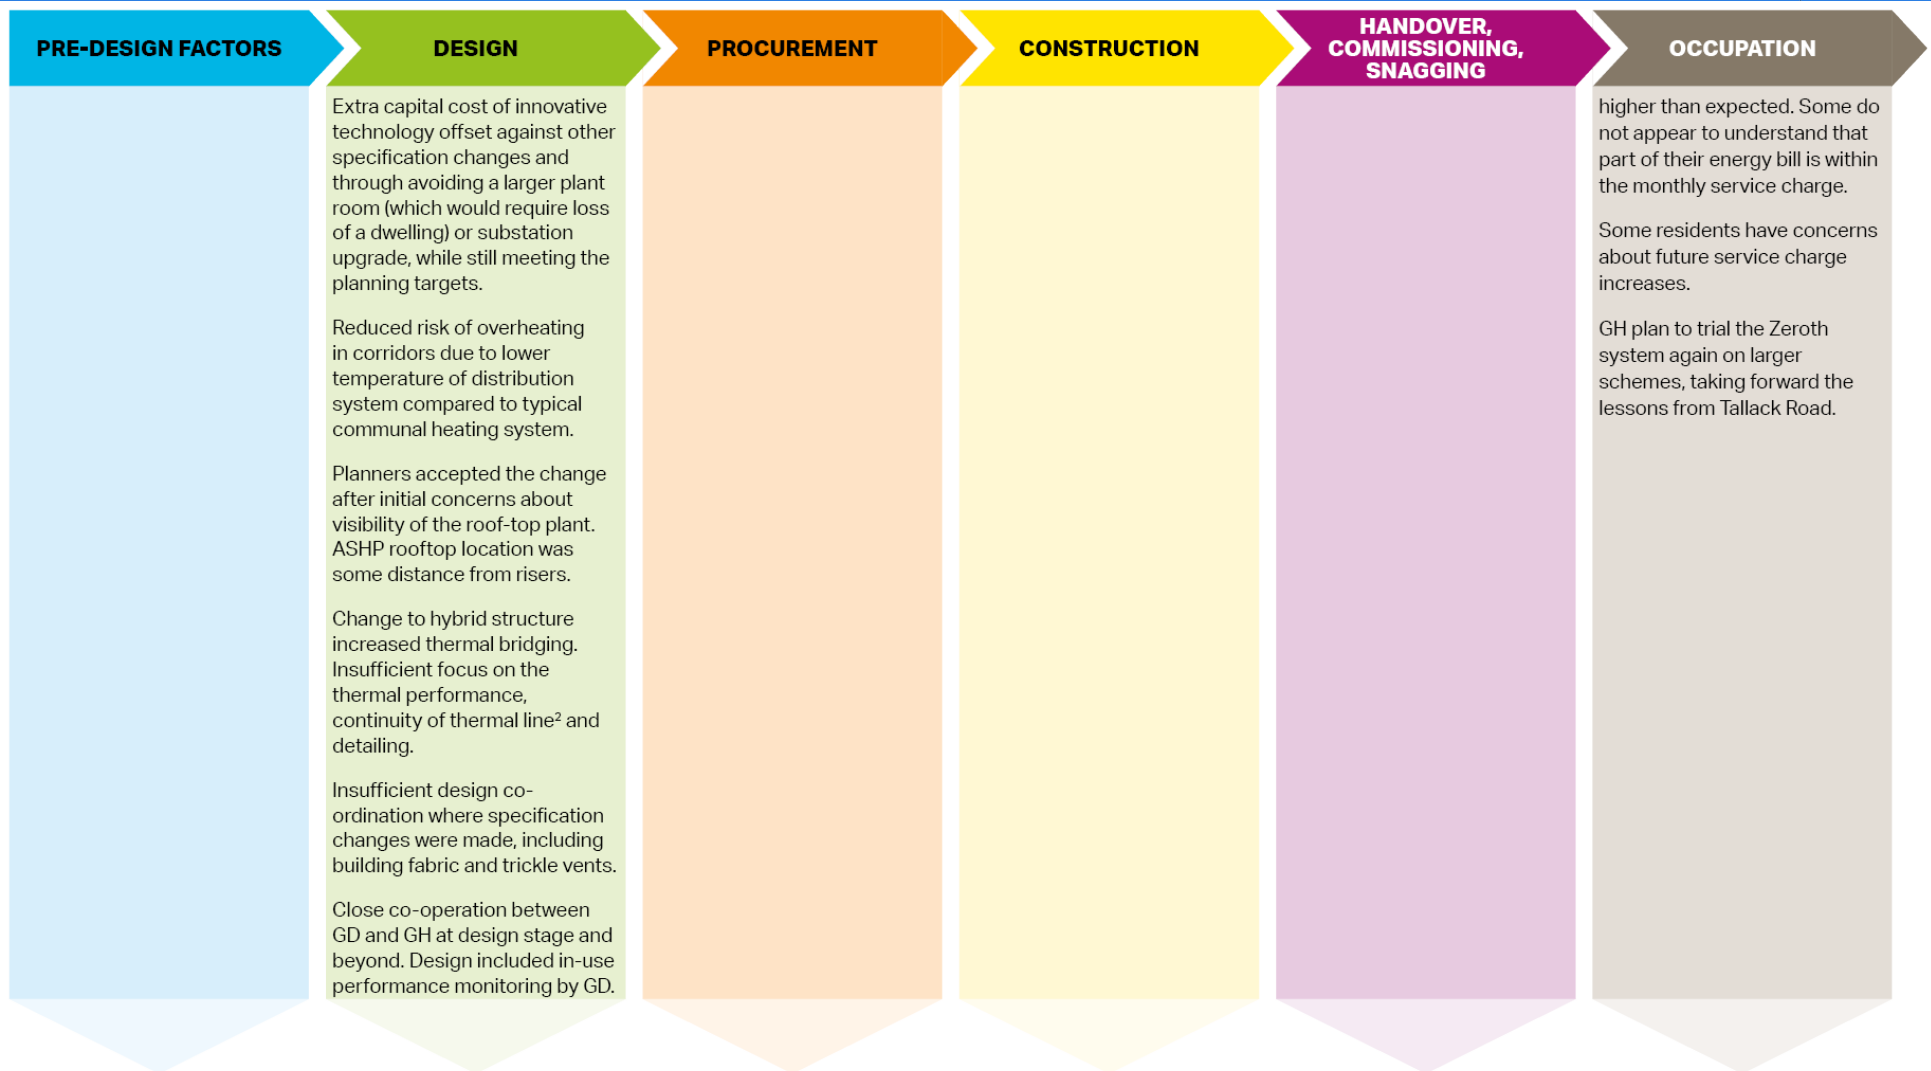 PRE-DESIGN FACTORS
DESIGN
PROCUREMENT
CONSTRUCTION
HANDOVER,
COMMISSIONING,
SNAGGING
OCCUPATION
Extra capital cost of innovative
technology offset against other
specification changes and
through avoiding a larger plant
room (which would require loss
of a dwelling) or substation
upgrade, while still meeting the
planning targets.
Reduced risk of overheating
in corridors due to lower
temperature of distribution
system compared to typical
communal heating system.
Planners accepted the change
after initial concerns about
visibility of the roof-top plant.
ASHP rooftop location was
some distance from risers.
Change to hybrid structure
increased thermal bridging.
Insufficient focus on the
thermal performance,
continuity of thermal line² and
detailing.
Insufficient design co-
ordination where specification
changes were made, including
building fabric and trickle vents.
Close co-operation between
GD and GH at design stage and
beyond. Design included in-use
performance monitoring by GD.
higher than expected. Some do
not appear to understand that
part of their energy bill is within
the monthly service charge.
Some residents have concerns
about future service charge
increases.
GH plan to trial the Zeroth
system again on larger
schemes, taking forward the
lessons from Tallack Road.